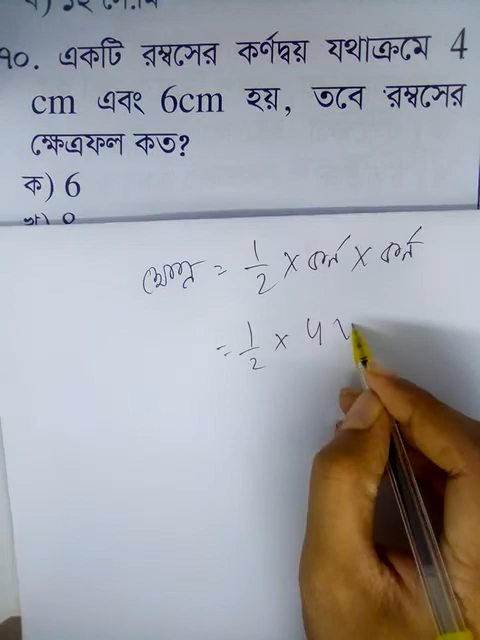 ৭০. একটি রম্বসের কর্ণদ্বয় যথাক্রমে 4
cm এবং 6cm হয়, তবে রম্বসের
ক্ষেত্রফল কত?
ক) 6
= 1/2 × কর্ন × কর্ন
= 1/2 × 4